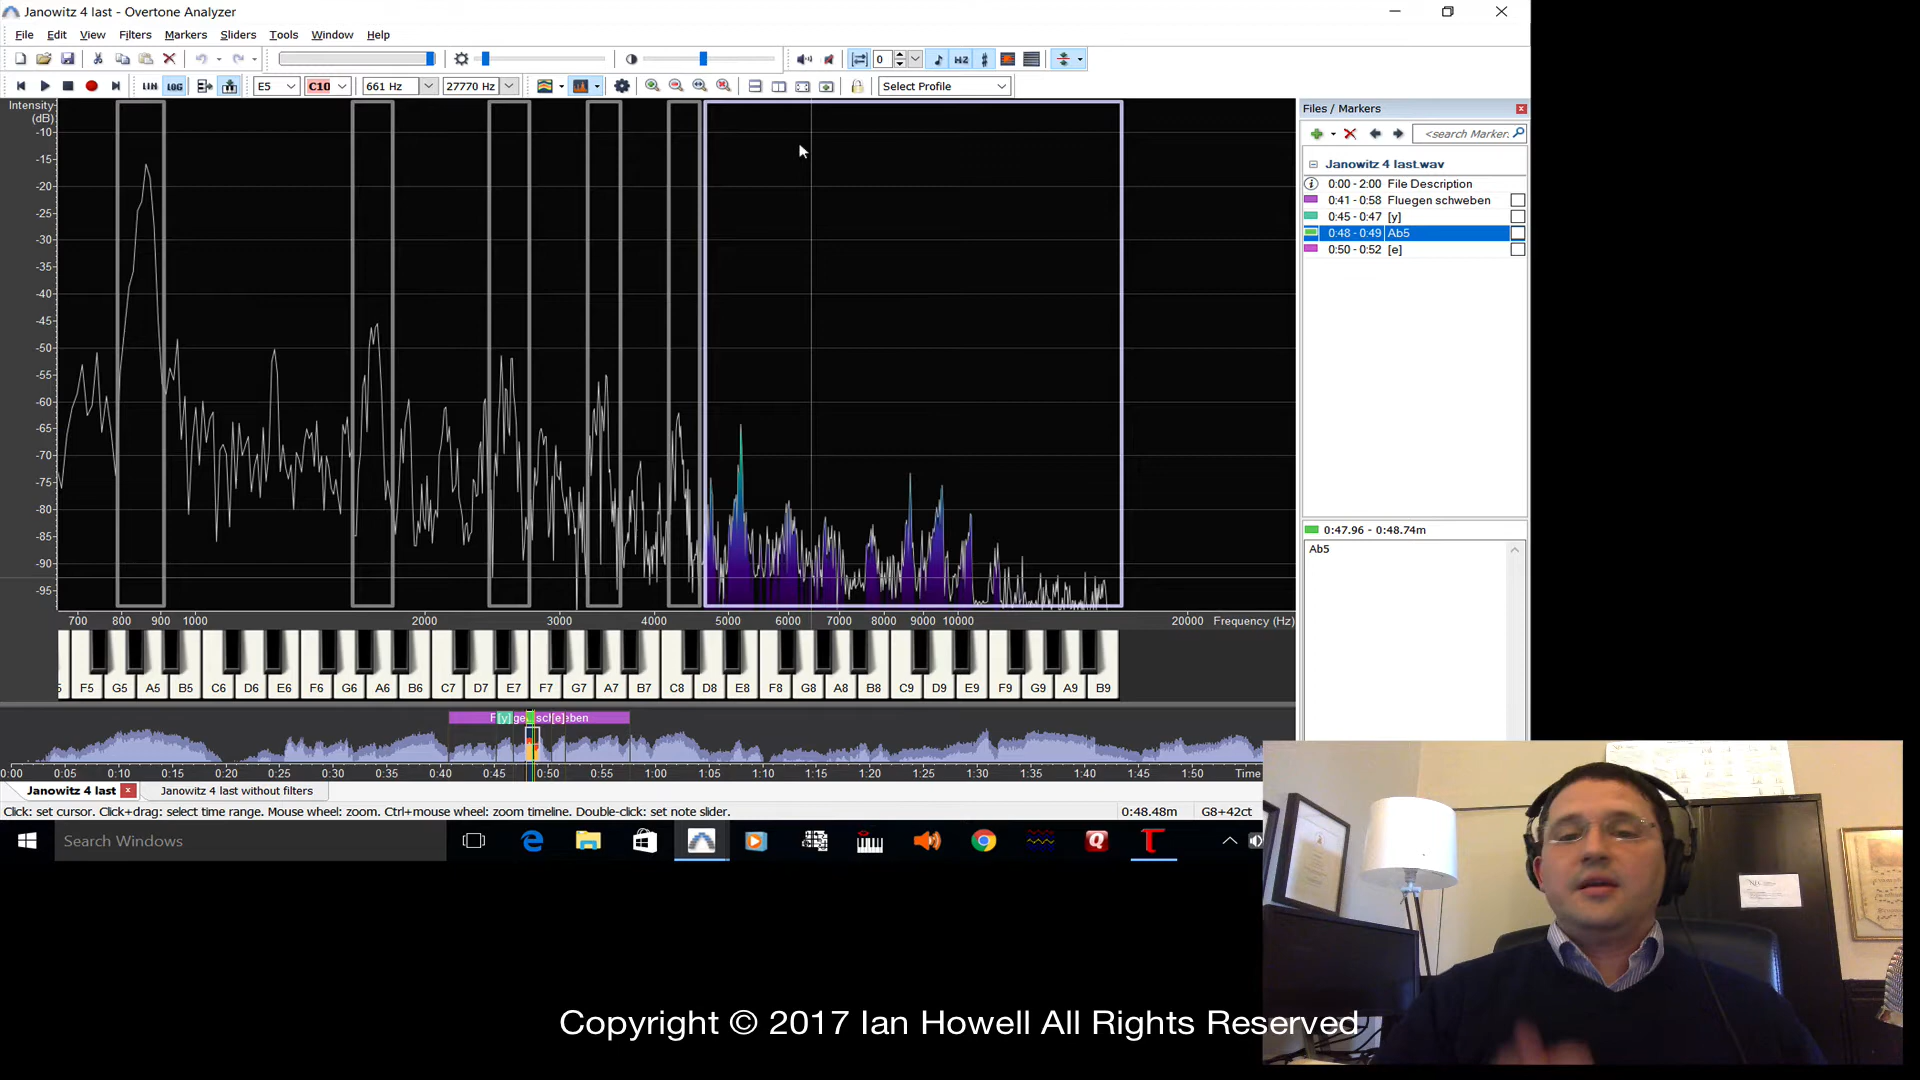 Janowitz 4 last - Overtone Analyzer
File Edit View Filters Markers Sliders Tools Window Help
0 Hz
LIN LOG E5 C10 661 Hz 27770 Hz Select Profile
Intensity
(dB)
-10
-15
-20
-25
-30
-35
-40
-45
-50
-55
-60
-65
-70
-75
-80
-85
-90
-95
700 800 900 1000 2000 3000 4000 5000 6000 7000 8000 9000 10000 20000 Frequency (Hz)
F5 G5 A5 B5 C6 D6 E6 F6 G6 A6 B6 C7 D7 E7 F7 G7 A7 B7 C8 D8 E8 F8 G8 A8 B8 C9 D9 E9 F9 G9 A9 B9
0:00 0:05 0:10 0:15 0:20 0:25 0:30 0:35 0:40 0:45 0:50 0:55 1:00 1:05 1:10 1:15 1:20 1:25 1:30 1:35 1:40 1:45 1:50 Time
Janowitz 4 last Janowitz 4 last without filters
Click: set cursor. Click+drag: select time range. Mouse wheel: zoom. Ctrl+mouse wheel: zoom timeline. Double-click: set note slider. 0:48.48m G8+42ct
Files / Markers
<search Marker.
Janowitz 4 last.wav
0:00 - 2:00 File Description
0:41 - 0:58 Fluegen schweben
0:45 - 0:47 [y]
0:48 - 0:49 Ab5
0:50 - 0:52 [e]
0:47.96 - 0:48.74m
Ab5
Search Windows
Copyright © 2017 Ian Howell All Rights Reserved